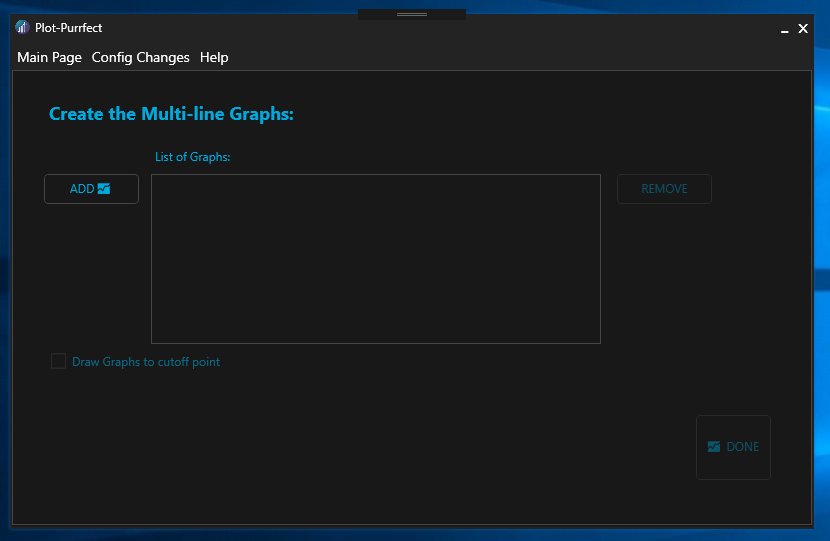 Plot-Purrfect
Main Page Config Changes Help
Create the Multi-line Graphs:
List of Graphs:
ADD
REMOVE
Draw Graphs to cutoff point
DONE